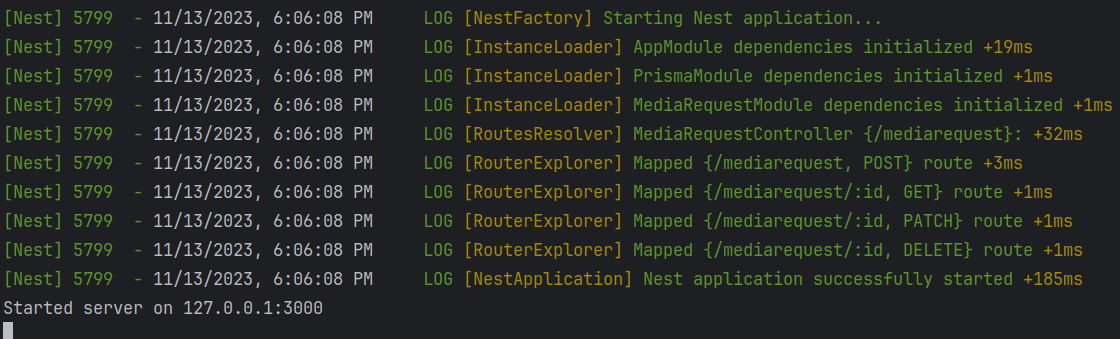 [Nest] 5799  - 11/13/2023, 6:06:08 PM     LOG [NestFactory] Starting Nest application...
[Nest] 5799  - 11/13/2023, 6:06:08 PM     LOG [InstanceLoader] AppModule dependencies initialized +19ms
[Nest] 5799  - 11/13/2023, 6:06:08 PM     LOG [InstanceLoader] PrismaModule dependencies initialized +1ms
[Nest] 5799  - 11/13/2023, 6:06:08 PM     LOG [InstanceLoader] MediaRequestModule dependencies initialized +1ms
[Nest] 5799  - 11/13/2023, 6:06:08 PM     LOG [RoutesResolver] MediaRequestController {/mediarequest}: +32ms
[Nest] 5799  - 11/13/2023, 6:06:08 PM     LOG [RouterExplorer] Mapped {/mediarequest, POST} route +3ms
[Nest] 5799  - 11/13/2023, 6:06:08 PM     LOG [RouterExplorer] Mapped {/mediarequest/:id, GET} route +1ms
[Nest] 5799  - 11/13/2023, 6:06:08 PM     LOG [RouterExplorer] Mapped {/mediarequest/:id, PATCH} route +1ms
[Nest] 5799  - 11/13/2023, 6:06:08 PM     LOG [RouterExplorer] Mapped {/mediarequest/:id, DELETE} route +1ms
[Nest] 5799  - 11/13/2023, 6:06:08 PM     LOG [NestApplication] Nest application successfully started +185ms
Started server on 127.0.0.1:3000